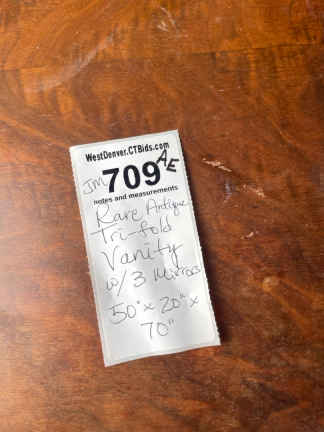 WestDenver.CTBids.com
JM 709 AE
notes and measurements
Rare Antique
Tri-fold
Vanity
w/ 3 Mirrors
50" x 20" x
70"